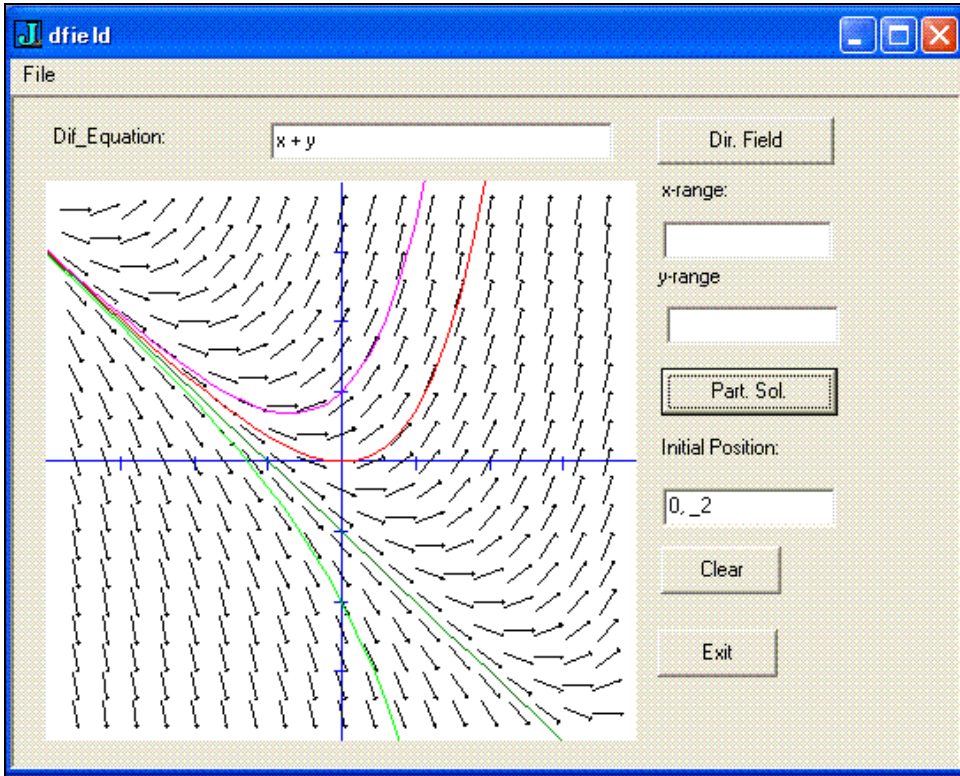 dfield
File
Dif_Equation:
x + y
Dir. Field
x-range:
y-range
Part. Sol.
Initial Position:
0, _2
Clear
Exit